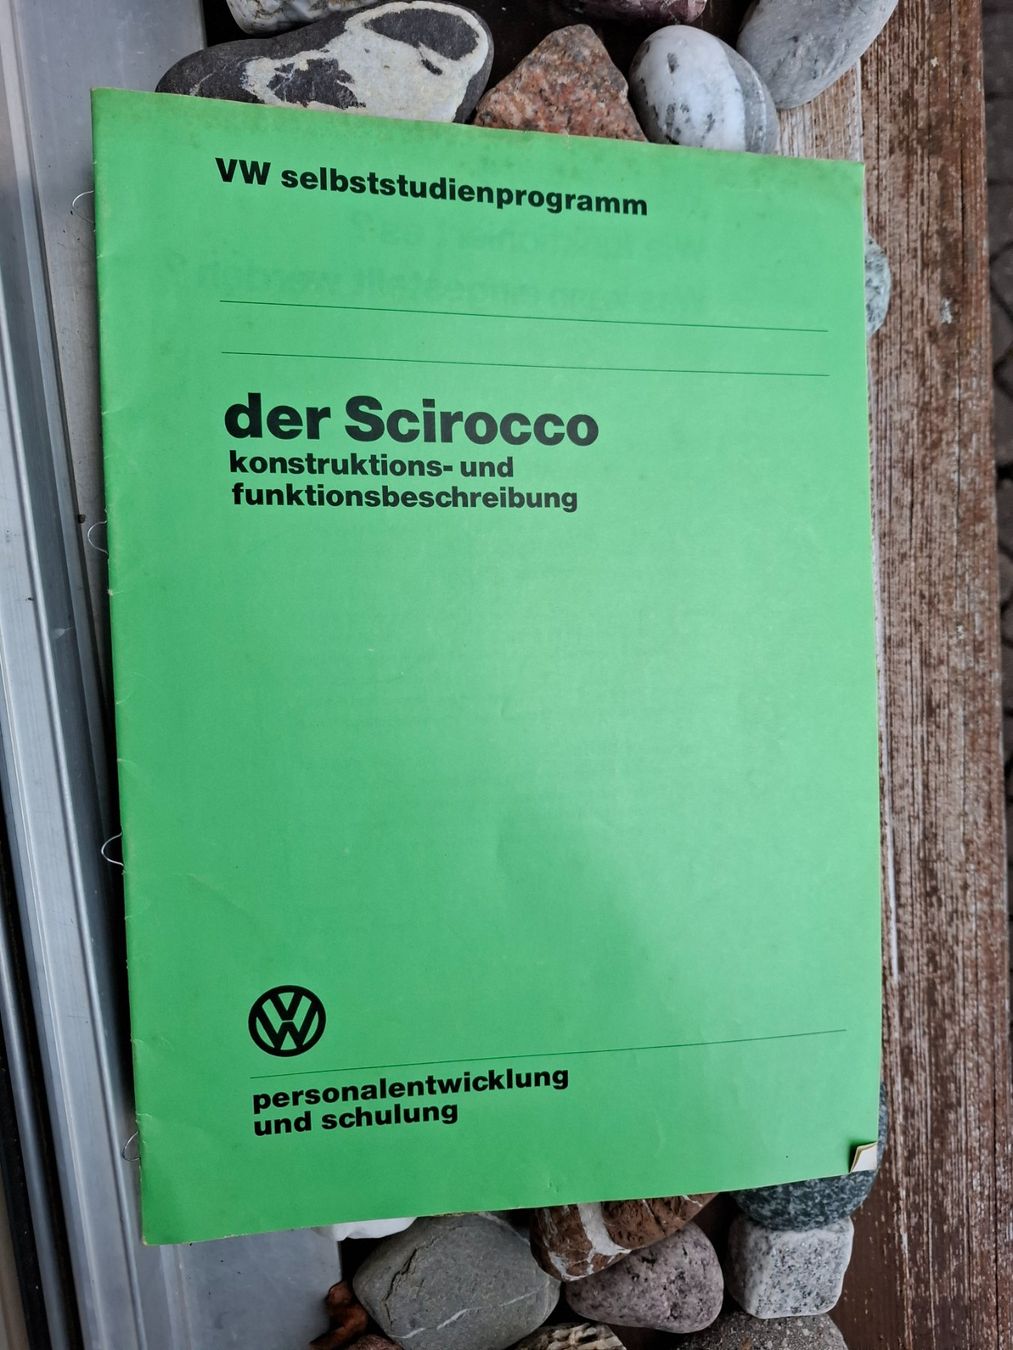 VW selbststudienprogramm
der Scirocco
konstruktions- und
funktionsbeschreibung
personalentwicklung
und schulung